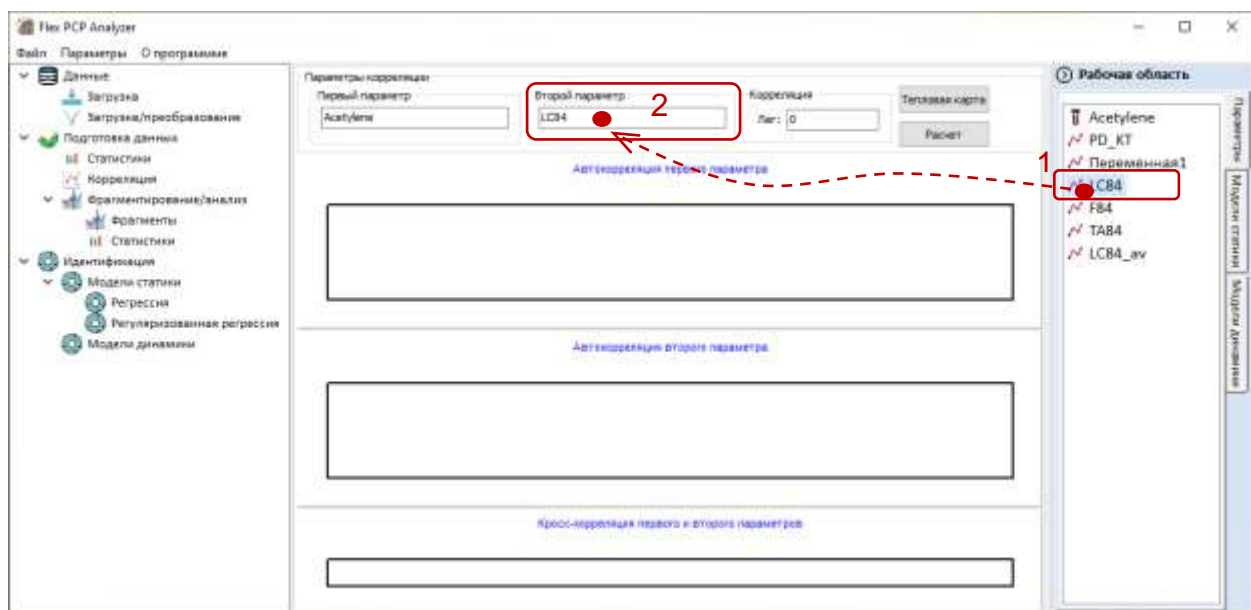 Flex PCP Analyzer
Файл Параметры О программе
Данные
Загрузка
Загрузка/преобразование
Подготовка данных
Статистики
Корреляция
Фрагментирование/анализ
Фрагменты
Статистики
Идентификация
Модели статики
Регрессия
Регуляризованная регрессия
Модели динамики
Параметры корреляции
Первый параметр
Acetylene
Второй параметр
LC84
2
Корреляция
Лаг: 0
Тепловая карта
Расчет
Автокорреляция первого параметра
Автокорреляция второго параметра
Кросс-корреляция первого и второго параметров
Рабочая область
Acetylene
PD_KT
1
Переменная1
LC84
F84
TA84
LC84_av
Параметры
Модели статики
Модели динамики